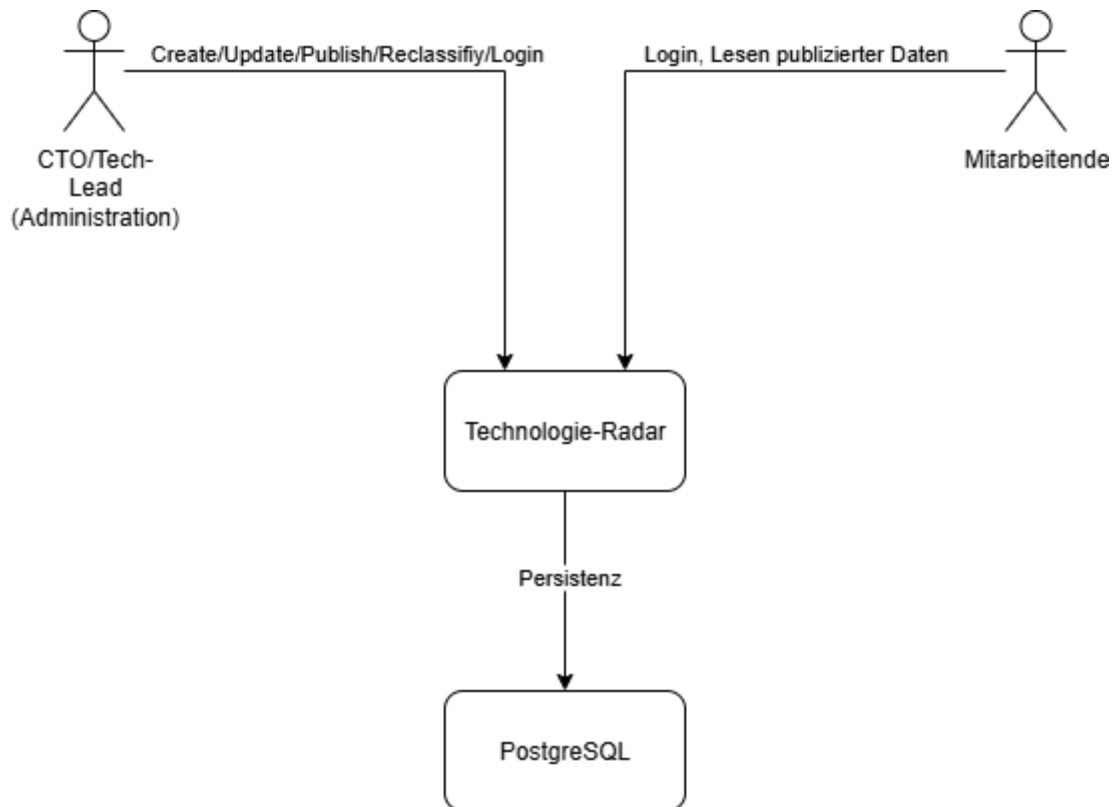 Create/Update/Publish/Reclassifiy/Login
Login, Lesen publizierter Daten
CTO/Tech-
Lead
(Administration)
Mitarbeitende
Technologie-Radar
Persistenz
PostgreSQL